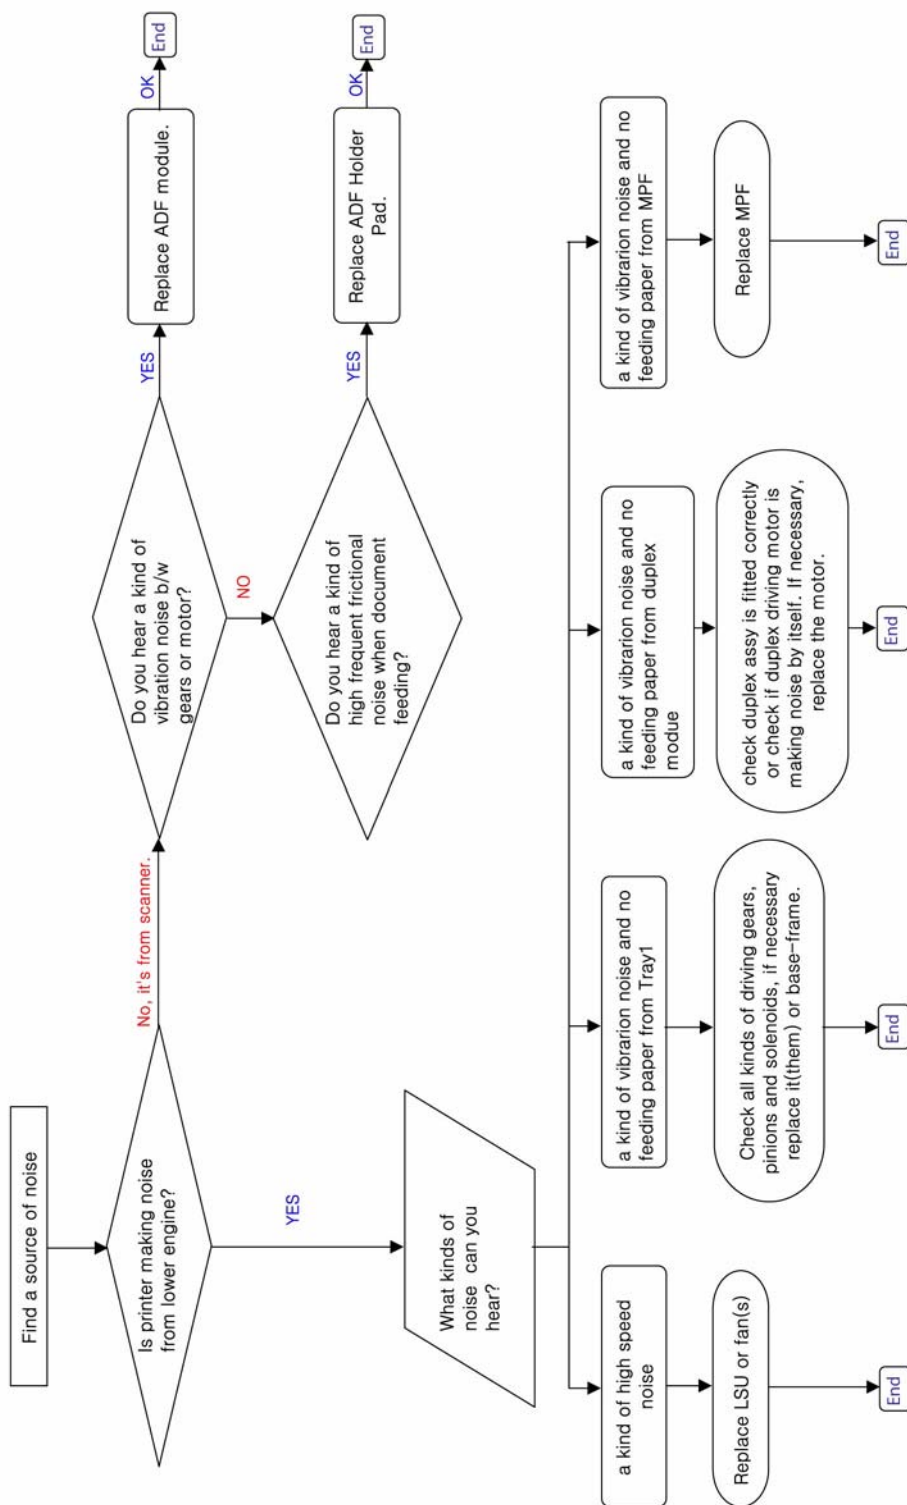 Find a source of noise
Is printer making noise
from lower engine?
No, it's from scanner.
Do you hear a kind of
vibration noise b/w
gears or motor?
YES
Replace ADF module.
OK
End
NO
Do you hear a kind of
high frequent frictional
noise when document
feeding?
YES
Replace ADF Holder
Pad.
OK
End
YES
What kinds of
noise can you
hear?
a kind of high speed
noise
Replace LSU or fan(s)
End
a kind of vibrarion noise and no
feeding paper from Tray1
Check all kinds of driving gears,
pinions and solenoids, if necessary
replace it(them) or base-frame.
End
a kind of vibrarion noise and no
feeding paper from duplex
modue
check duplex assy is fitted correctly
or check if duplex driving motor is
making noise by itself. If necessary,
replace the motor.
End
a kind of vibrarion noise and no
feeding paper from MPF
Replace MPF
End